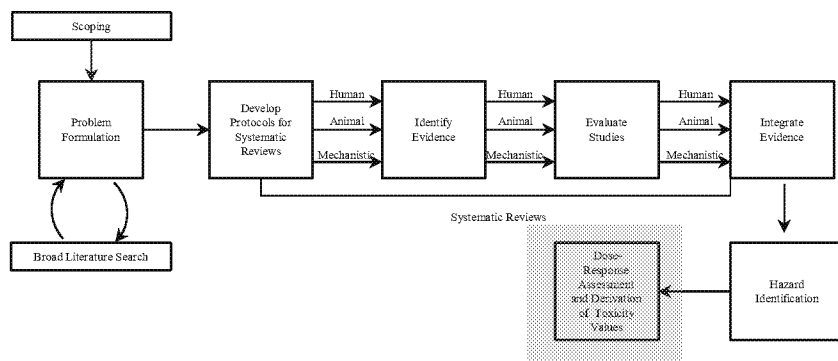 Scoping
Problem
Formulation
Broad Literature Search
Develop
Protocols for
Systematic
Reviews
Human
Animal
Mechanistic
Identify
Evidence
Human
Animal
Mechanistic
Evaluate
Studies
Human
Animal
Mechanistic
Integrate
Evidence
Systematic Reviews
Hazard
Identification
Dose-
Response
Assessment
and Derivation
of Toxicity
Values